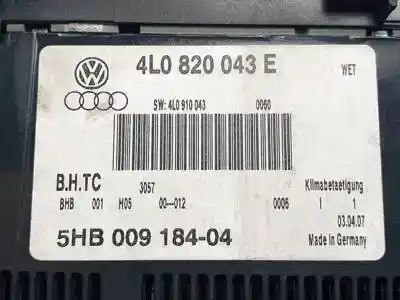 4L0 820 043 E
WET
SW: 4L0 910 043 0060
B.H.TC 3057 Klimabetaetigung
BHB 001 H05 00---012 0006 I 1
03.04.07
5HB 009 184-04 Made in Germany